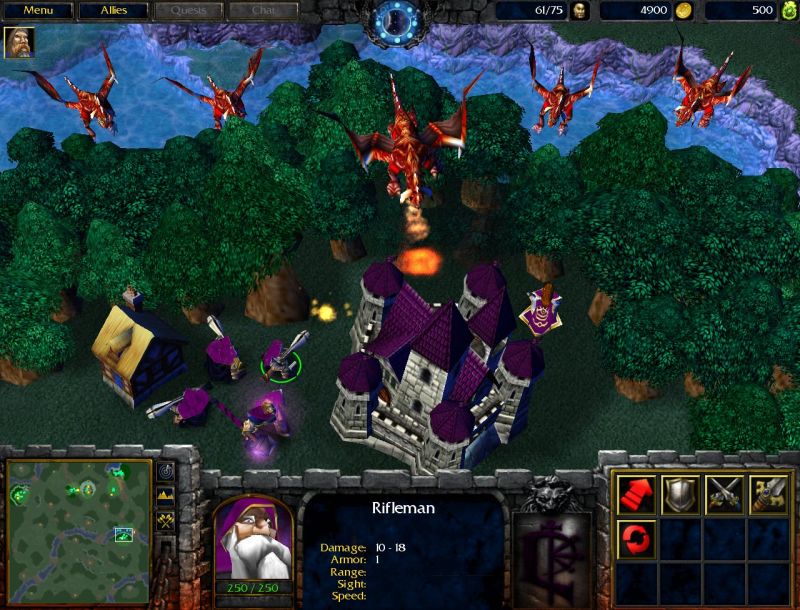 Menu
Allies
Quests
Chat
61/75
4900
500
Rifleman
Damage: 10 - 18
Armor: 1
Range:
Sight:
Speed:
250 / 250